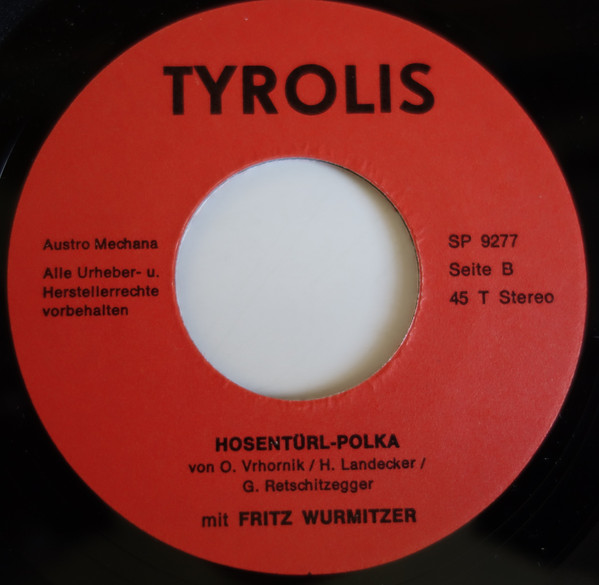 TYROLIS
Austro Mechana
Alle Urheber- u.
Herstellerrechte
vorbehalten
SP 9277
Seite B
45 T Stereo
HOSENTÜRL-POLKA
von O. Vrhornik / H. Landecker /
G. Retschitzegger
mit FRITZ WURMITZER